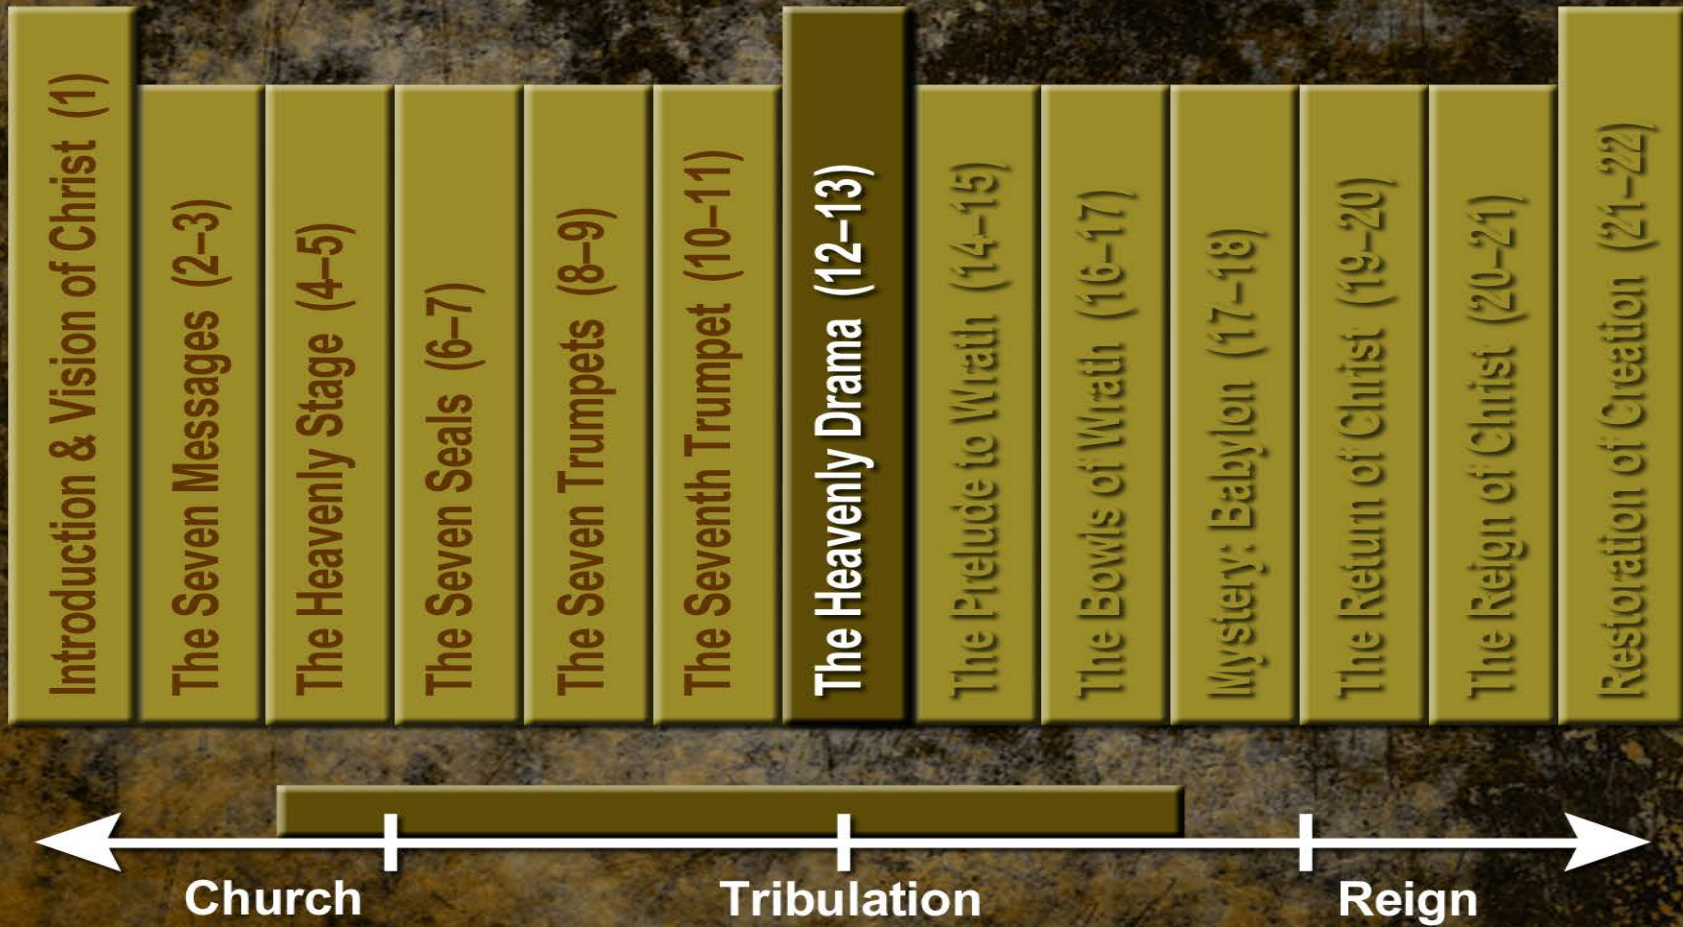 Introduction & Vision of Christ (1)
The Seven Messages (2–3)
The Heavenly Stage (4–5)
The Seven Seals (6–7)
The Seven Trumpets (8–9)
The Seventh Trumpet (10–11)
The Heavenly Drama (12–13)
The Prelude to Wrath (14–15)
The Bowls of Wrath (16–17)
Mystery: Babylon (17–18)
The Return of Christ (19–20)
The Reign of Christ (20–21)
Restoration of Creation (21–22)
Church
Tribulation
Reign